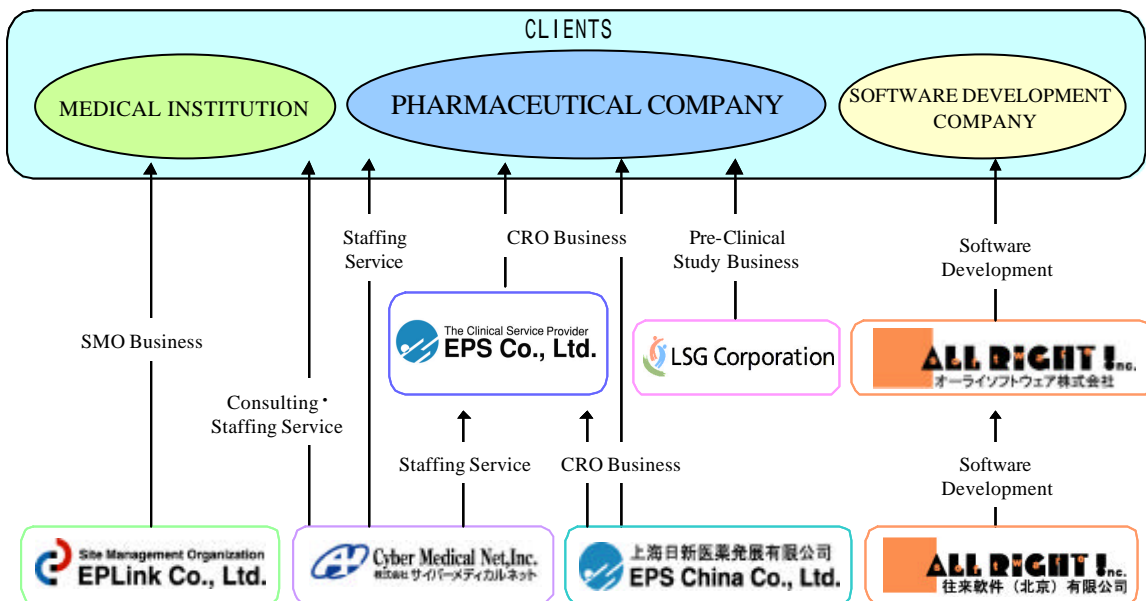 CLIENTS
MEDICAL INSTITUTION
PHARMACEUTICAL COMPANY
SOFTWARE DEVELOPMENT
COMPANY
Staffing
Service
CRO Business
Pre-Clinical
Study Business
Software
Development
SMO Business
The Clinical Service Provider
EPS Co., Ltd.
LSG Corporation
ALL RIGHT! Inc.
オーライソフトウェア株式会社
Consulting・
Staffing Service
Staffing Service
CRO Business
Software
Development
Site Management Organization
EPLink Co., Ltd.
Cyber Medical Net,Inc.
株式会社 サイバーメディカルネット
上海日新医薬発展有限公司
EPS China Co., Ltd.
ALL RIGHT! Inc.
往来軟件（北京）有限公司